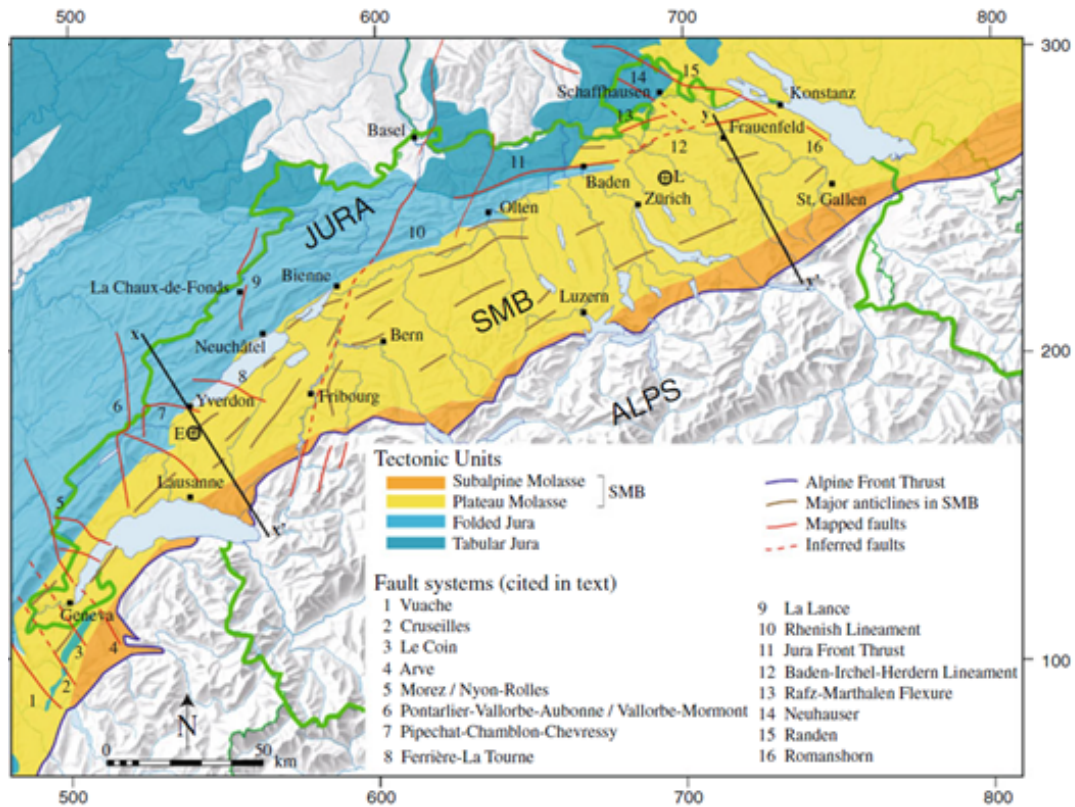 500
600
700
800
300
200
100
14
15
Schaffhausen
Konstanz
Basel
13
y
Frauenfeld
12
16
11
L
Baden
Zürich
St. Gallen
JURA
Olten
10
La Chaux-de-Fonds
9
Bienne
y'
SMB
Luzern
x
Neuchâtel
Bern
8
ALPS
6
7
Yverdon
Fribourg
E
Lausanne
5
x'
Geneva
4
3
2
1
N
0
50
km
Tectonic Units
Subalpine Molasse
Plateau Molasse
SMB
Folded Jura
Tabular Jura
Alpine Front Thrust
Major anticlines in SMB
Mapped faults
Inferred faults
Fault systems (cited in text)
1 Vuache
2 Cruseilles
3 Le Coin
4 Arve
5 Morez / Nyon-Rolles
6 Pontarlier-Vallorbe-Aubonne / Vallorbe-Mormont
7 Pipechat-Chamblon-Chevressy
8 Ferrière-La Tourne
9 La Lance
10 Rhenish Lineament
11 Jura Front Thrust
12 Baden-Irchel-Herdern Lineament
13 Rafz-Marthalen Flexure
14 Neuhauser
15 Randen
16 Romanshorn
500
600
700
800